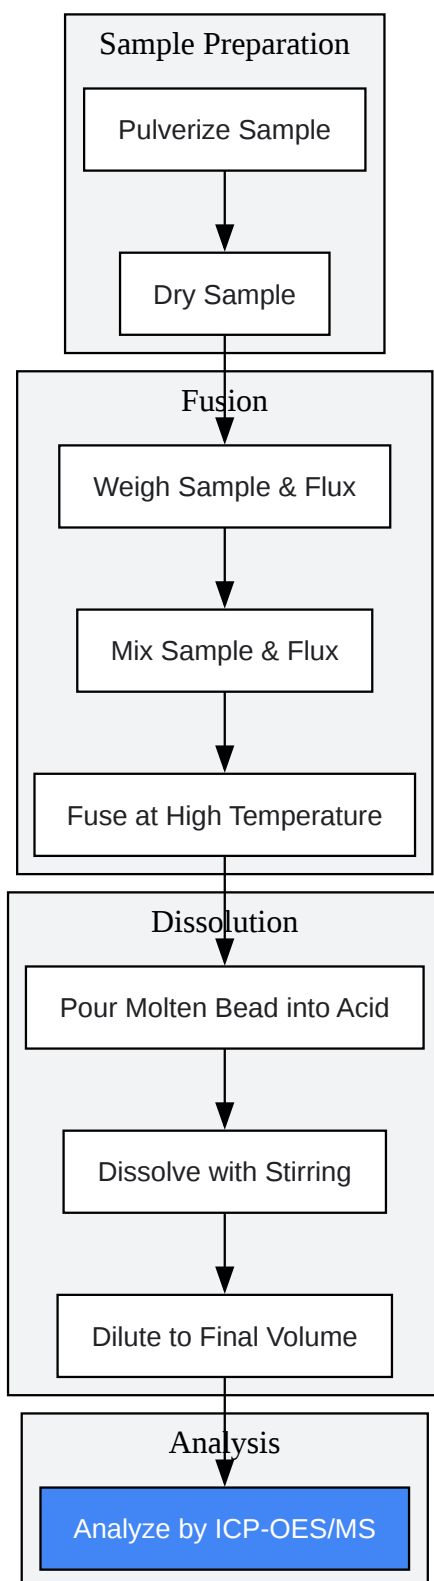 Sample Preparation
Pulverize Sample
Dry Sample
Fusion
Weigh Sample & Flux
Mix Sample & Flux
Fuse at High Temperature
Dissolution
Pour Molten Bead into Acid
Dissolve with Stirring
Dilute to Final Volume
Analysis
Analyze by ICP-OES/MS